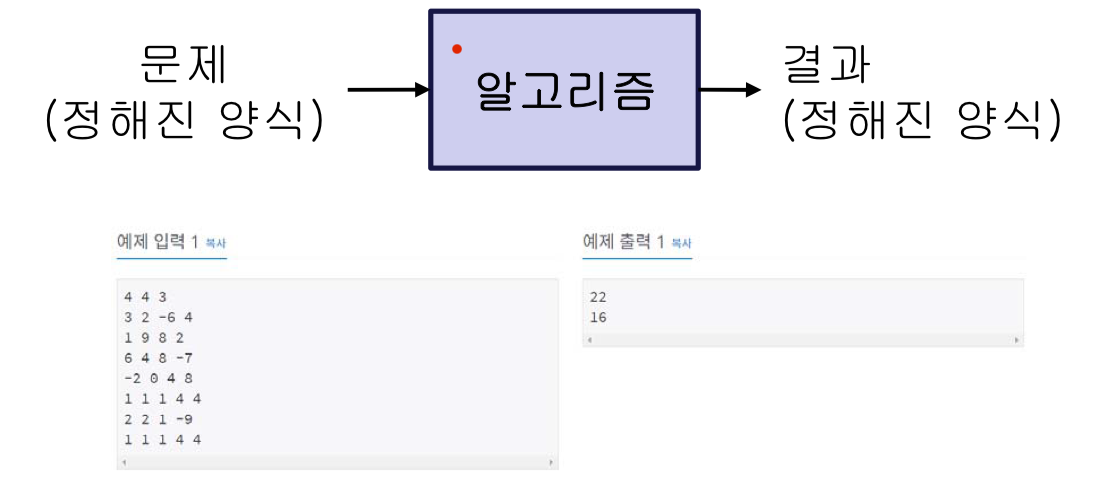 문제
(정해진 양식)
알고리즘
결과
(정해진 양식)
예제 입력 1 복사
4 4 3
3 2 -6 4
1 9 8 2
6 4 8 -7
-2 0 4 8
1 1 1 4 4
2 2 1 -9
1 1 1 4 4
예제 출력 1 복사
22
16